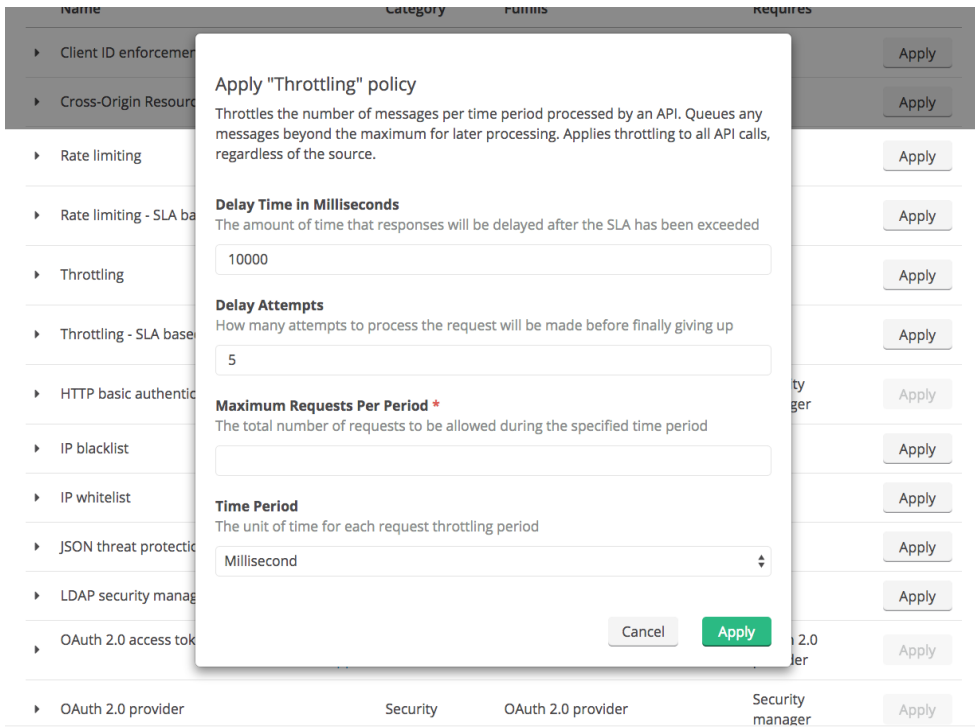 Name Category Fulfills Requires
Client ID enforcemer Apply
Cross-Origin Resourc Apply
Rate limiting Apply
Rate limiting - SLA ba Apply
Throttling Apply
Throttling - SLA base Apply
HTTP basic authentic ty
ger Apply
IP blacklist Apply
IP whitelist Apply
JSON threat protectic Apply
LDAP security manag Apply
OAuth 2.0 access tok 2.0
der Apply
OAuth 2.0 provider Security OAuth 2.0 provider Security
manager Apply
Apply "Throttling" policy
Throttles the number of messages per time period processed by an API. Queues any
messages beyond the maximum for later processing. Applies throttling to all API calls,
regardless of the source.
Delay Time in Milliseconds
The amount of time that responses will be delayed after the SLA has been exceeded
10000
Delay Attempts
How many attempts to process the request will be made before finally giving up
5
Maximum Requests Per Period *
The total number of requests to be allowed during the specified time period
Time Period
The unit of time for each request throttling period
Millisecond
Cancel Apply